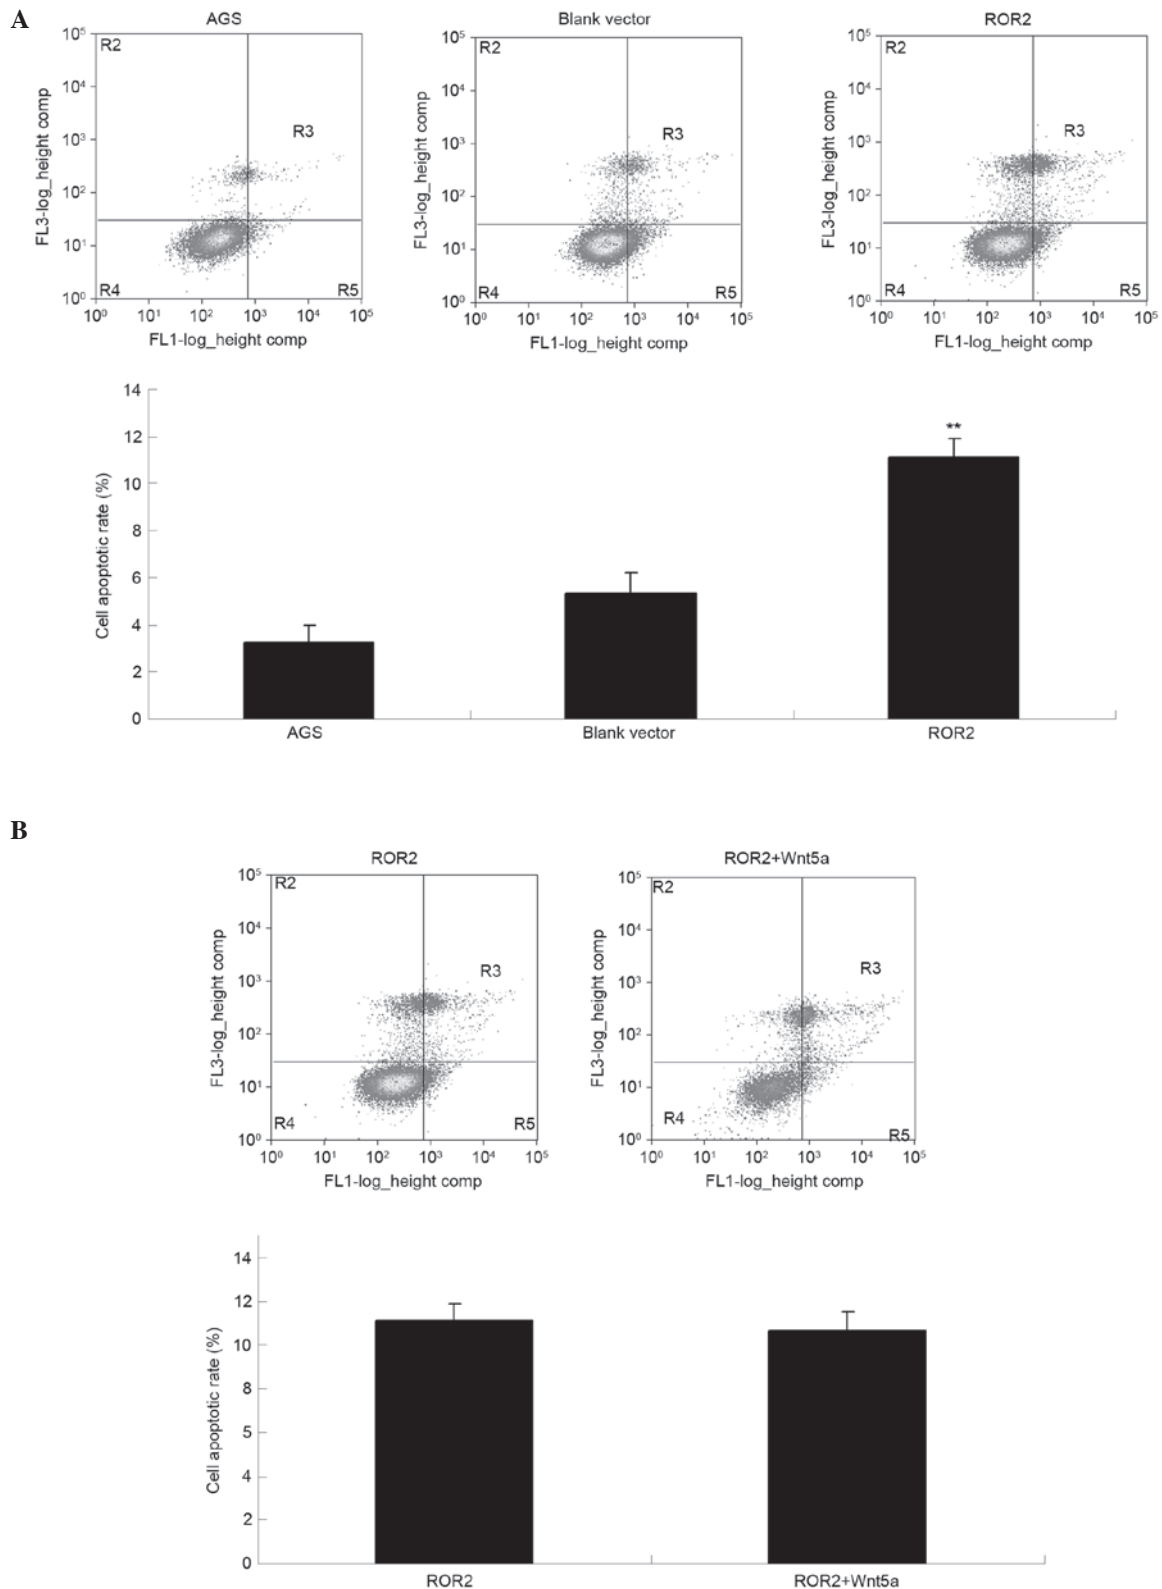 A
AGS
R2
R3
R4
R5
10⁵
10⁴
10³
10²
10¹
10⁰
10⁰ 10¹ 10² 10³ 10⁴ 10⁵
FL3-log_height comp
FL1-log_height comp
Blank vector
R2
R3
R4
R5
10⁵
10⁴
10³
10²
10¹
10⁰
10⁰ 10¹ 10² 10³ 10⁴ 10⁵
FL3-log_height comp
FL1-log_height comp
ROR2
R2
R3
R4
R5
10⁵
10⁴
10³
10²
10¹
10⁰
10⁰ 10¹ 10² 10³ 10⁴ 10⁵
FL3-log_height comp
FL1-log_height comp
Cell apoptotic rate (%)
14
12
10
8
6
4
2
0
**
AGS
Blank vector
ROR2
B
ROR2
R2
R3
R4
R5
10⁵
10⁴
10³
10²
10¹
10⁰
10⁰ 10¹ 10² 10³ 10⁴ 10⁵
FL3-log_height comp
FL1-log_height comp
ROR2+Wnt5a
R2
R3
R4
R5
10⁵
10⁴
10³
10²
10¹
10⁰
10⁰ 10¹ 10² 10³ 10⁴ 10⁵
FL3-log_height comp
FL1-log_height comp
Cell apoptotic rate (%)
14
12
10
8
5
4
2
0
ROR2
ROR2+Wnt5a